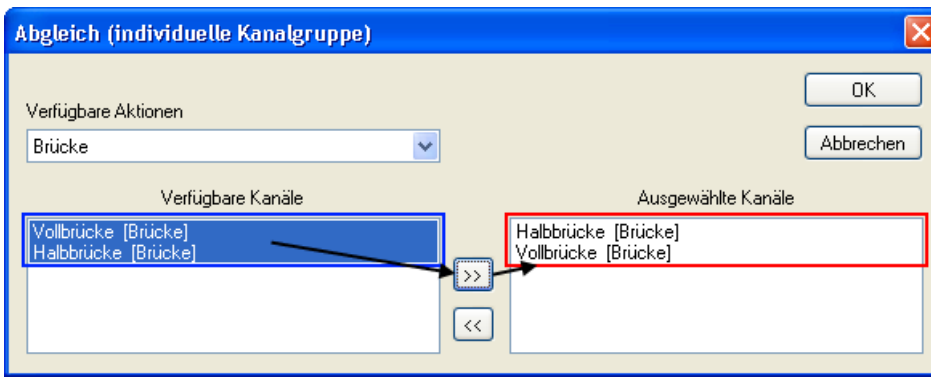 Abgleich (individuelle Kanalgruppe)
OK
Verfügbare Aktionen
Brücke
Abbrechen
Verfügbare Kanäle
Vollbrücke [Brücke]
Halbbrücke [Brücke]
>>
<<
Ausgewählte Kanäle
Halbbrücke [Brücke]
Vollbrücke [Brücke]